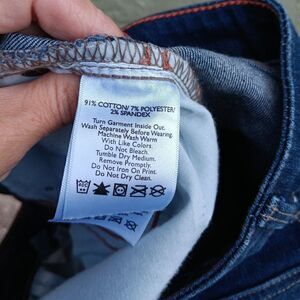 91% COTTON/ 7% POLYESTER/
2% SPANDEX
Turn Garment Inside Out.
Wash Separately Before Wearing.
Machine Wash Warm
With Like Colors.
Do Not Bleach.
Tumble Dry Medium.
Remove Promptly.
Do Not Iron On Print.
Do Not Dry Clean.